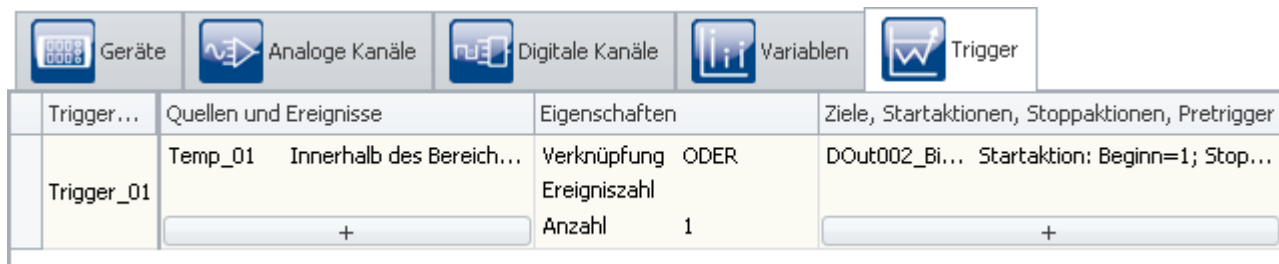 Geräte Analoge Kanäle Digitale Kanäle Variablen Trigger
Trigger... Quellen und Ereignisse Eigenschaften Ziele, Startaktionen, Stoppaktionen, Pretrigger
Temp_01 Innerhalb des Bereich... Verknüpfung ODER DOut002_Bi... Startaktion: Beginn=1; Stop...
Trigger_01 Ereigniszahl
+ Anzahl 1 +